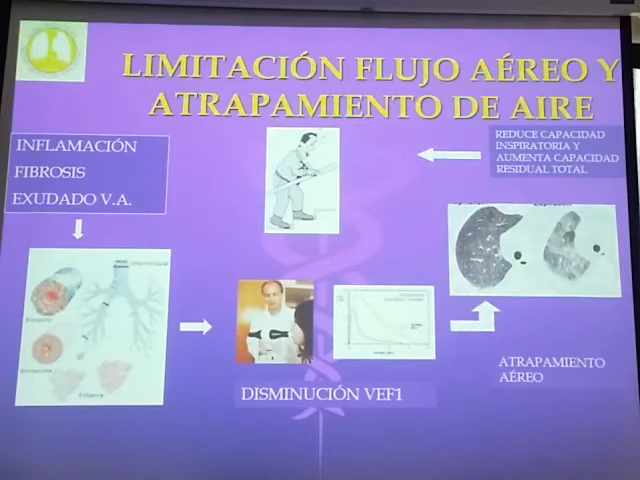 LIMITACIÓN FLUJO AÉREO Y
ATRAPAMIENTO DE AIRE
INFLAMACIÓN
FIBROSIS
EXUDADO V.A.
REDUCE CAPACIDAD
INSPIRATORIA Y
AUMENTA CAPACIDAD
RESIDUAL TOTAL
DISMINUCIÓN VEF1
ATRAPAMIENTO
AÉREO